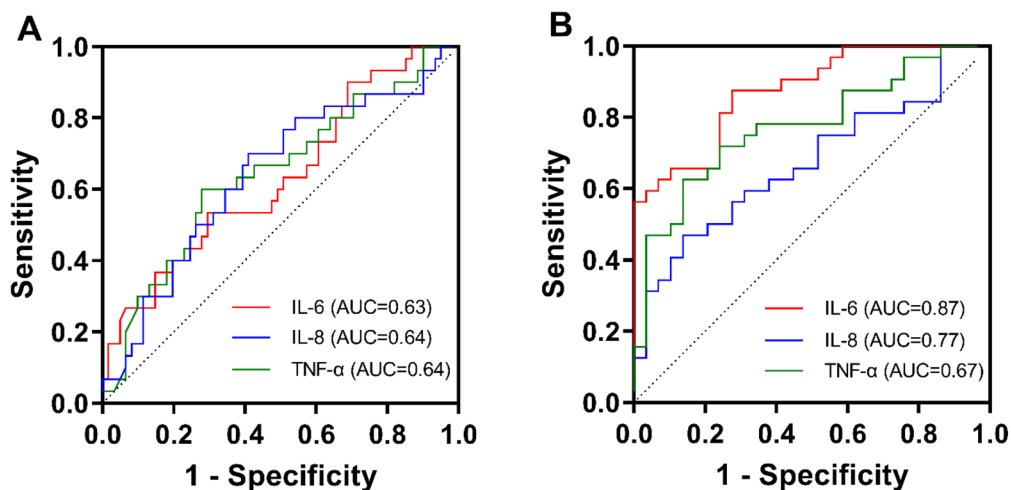 A
Sensitivity
1.0
0.8
0.6
0.4
0.2
0.0
IL-6 (AUC=0.63)
IL-8 (AUC=0.64)
TNF-α (AUC=0.64)
0.0 0.2 0.4 0.6 0.8 1.0
1 - Specificity
B
Sensitivity
1.0
0.8
0.6
0.4
0.2
0.0
IL-6 (AUC=0.87)
IL-8 (AUC=0.77)
TNF-α (AUC=0.67)
0.0 0.2 0.4 0.6 0.8 1.0
1 - Specificity